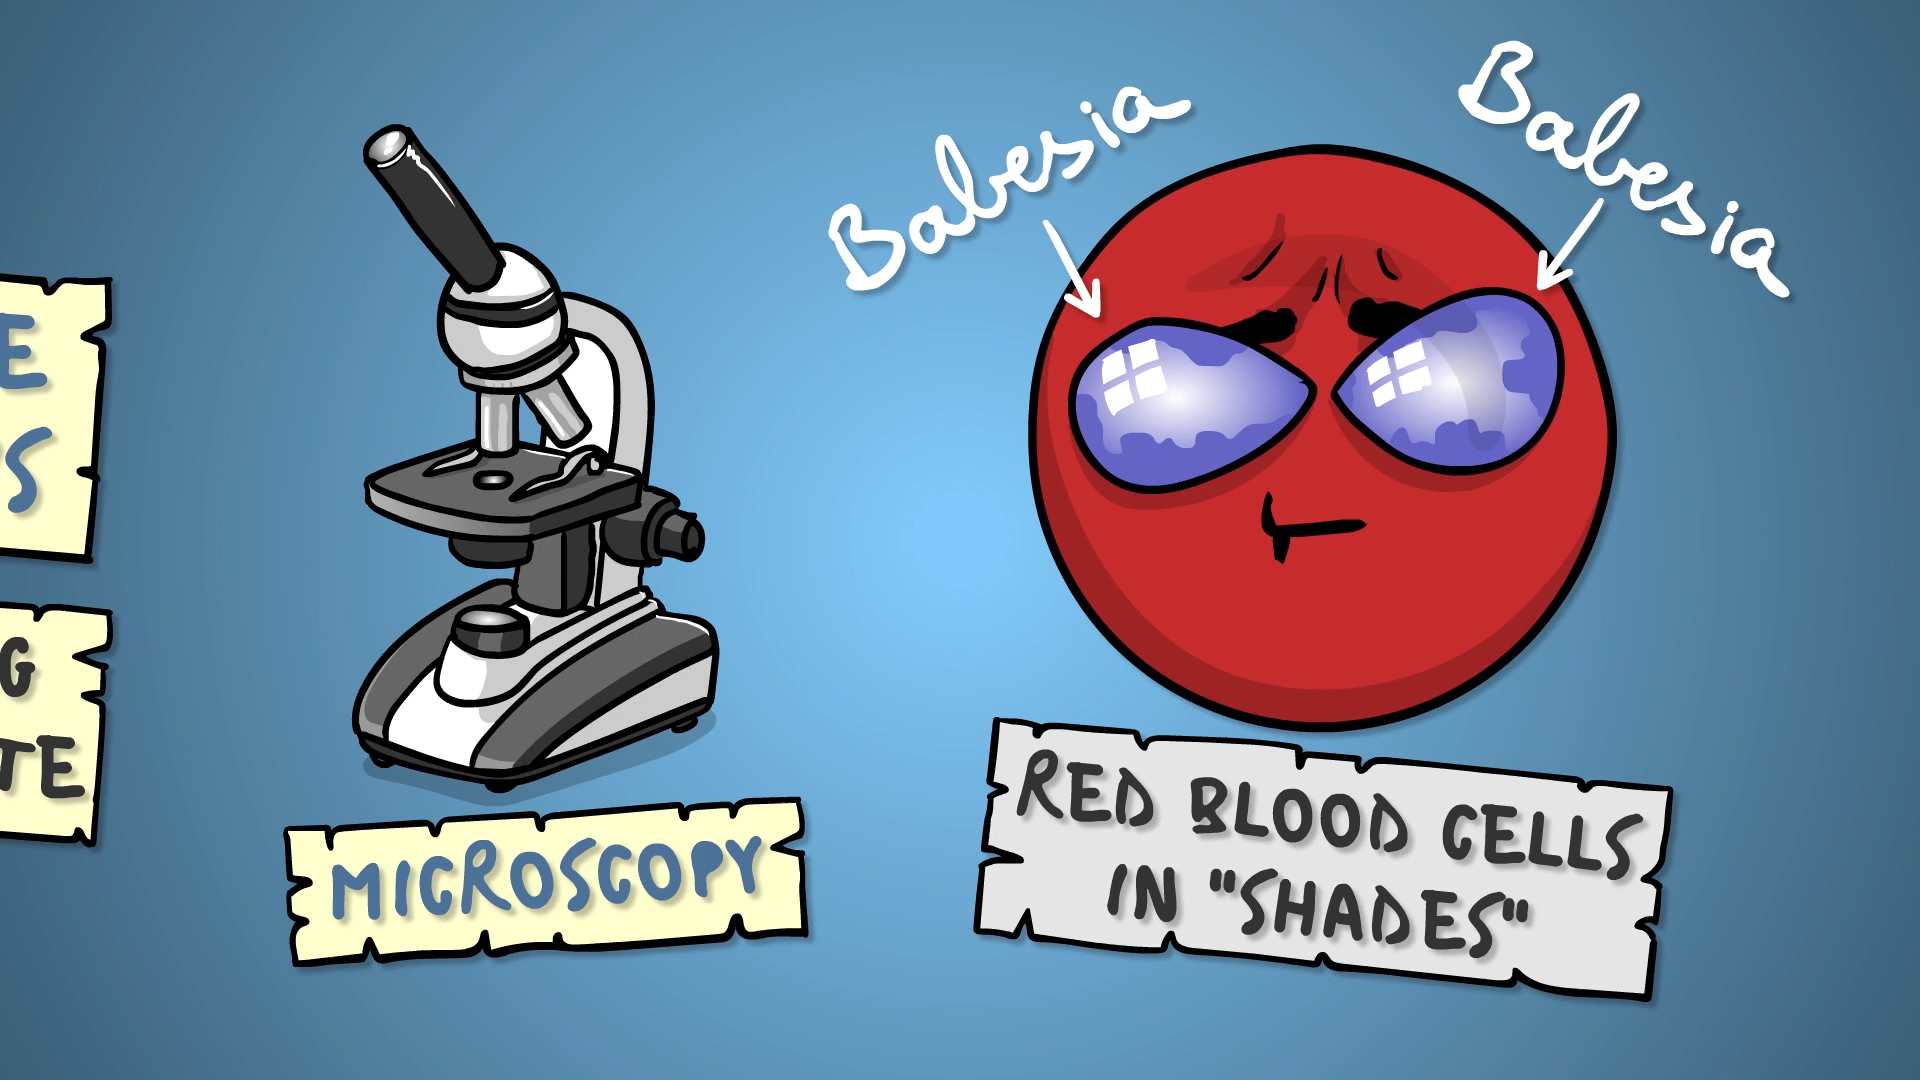 Babesia
Babesia
MICROSCOPY
RED BLOOD CELLS
IN "SHADES"